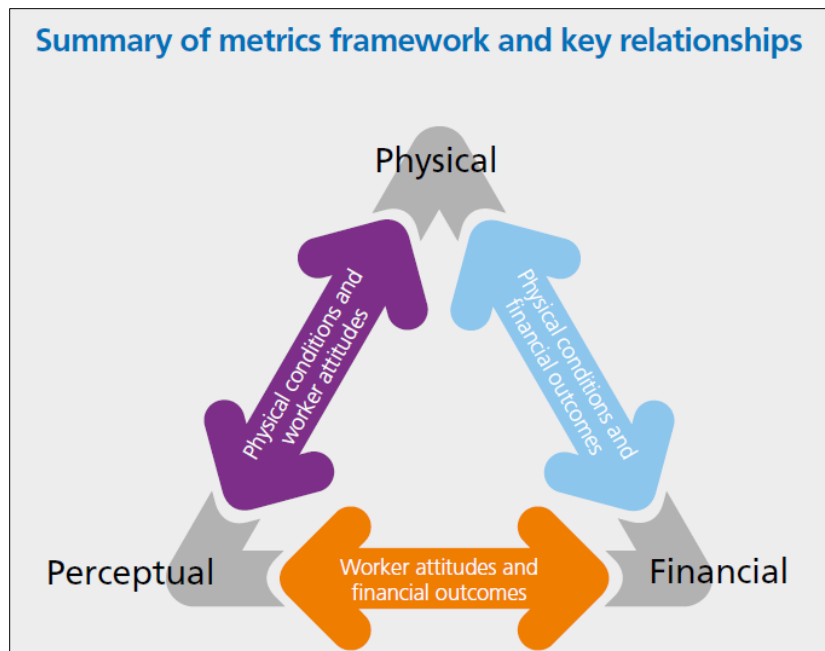 Summary of metrics framework and key relationships
Physical
Physical conditions and
worker attitudes
Physical conditions and
financial outcomes
Perceptual
Worker attitudes and
financial outcomes
Financial